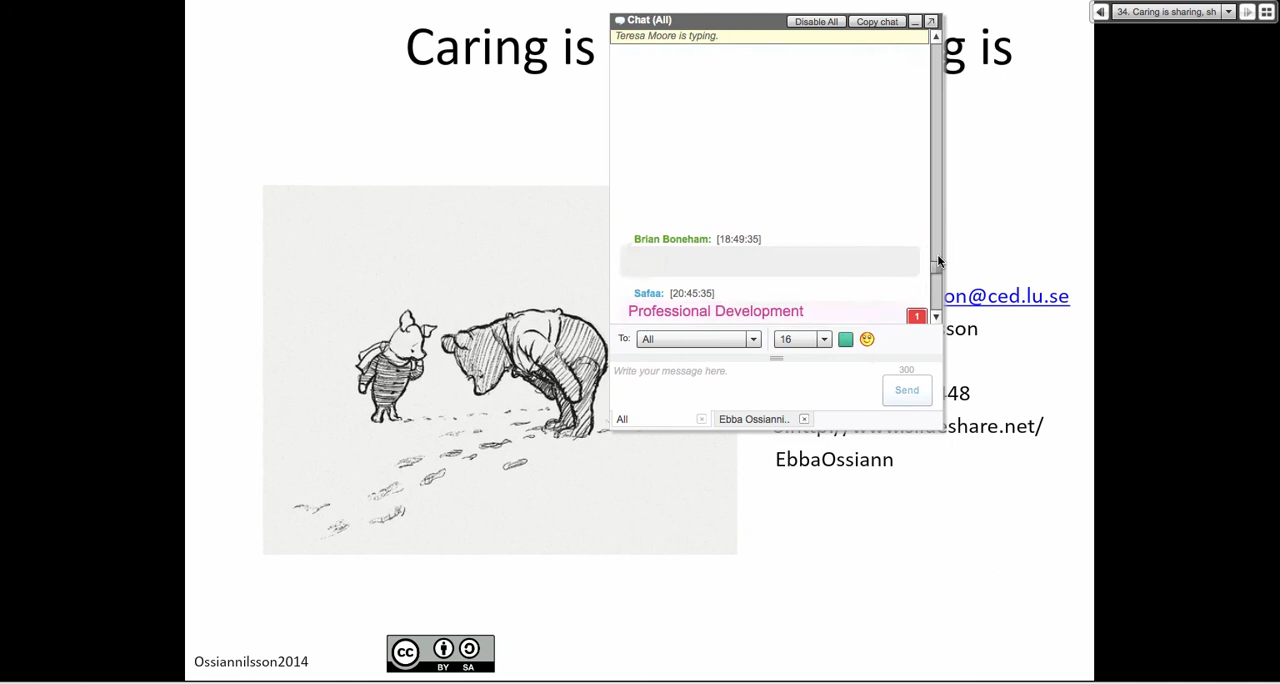 34. Caring is sharing, sh
Caring is
g is
Chat (All)
Disable All
Copy chat
Teresa Moore is typing.
Brian Boneham: [18:49:35]
Safaa: [20:45:35]
Professional Development
1
To: All
16
Write your message here.
300
Send
All
Ebba Ossianni..
on@ced.lu.se
son
48
eshare.net/
EbbaOssiann
Ossiannilsson2014
cc
BY SA